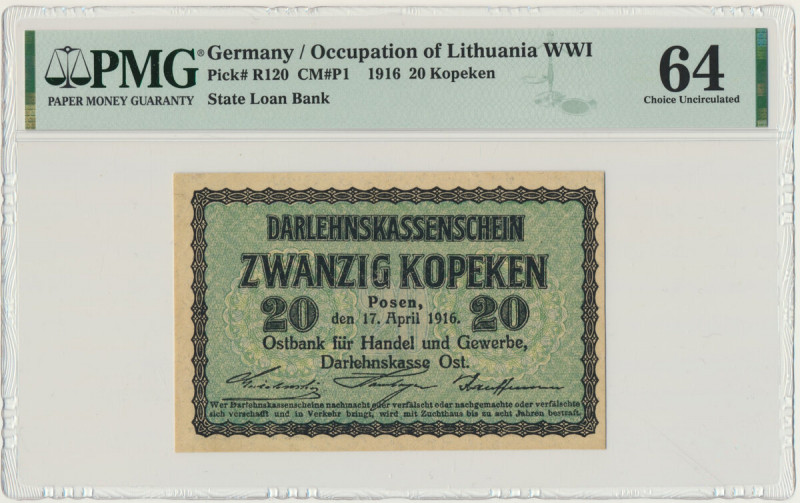 PMG® Germany / Occupation of Lithuania WWI
PAPER MONEY GUARANTY
Pick# R120 CM#P1 1916 20 Kopeken
State Loan Bank
64
Choice Uncirculated
DARLEHNSKASSENSCHEIN
ZWANZIG KOPEKEN
20 Posen, 20
den 17. April 1916.
Ostbank für Handel und Gewerbe,
Darlehnskasse Ost.
Wer Darlehnskassenscheine nachmacht oder verfälscht oder nachgemachte oder verfälschte
sich verschafft und in Verkehr bringt, wird mit Zuchthaus bis zu acht Jahren bestraft.